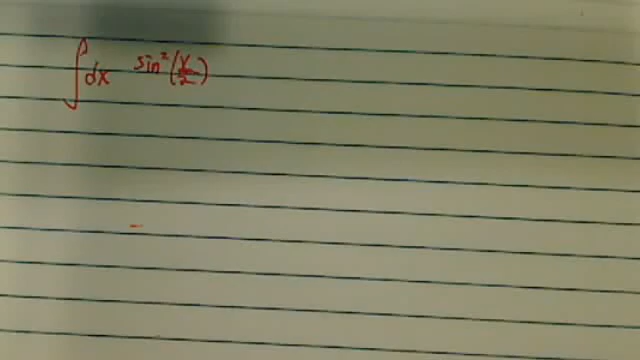 ∫ dx sin²(x/2)